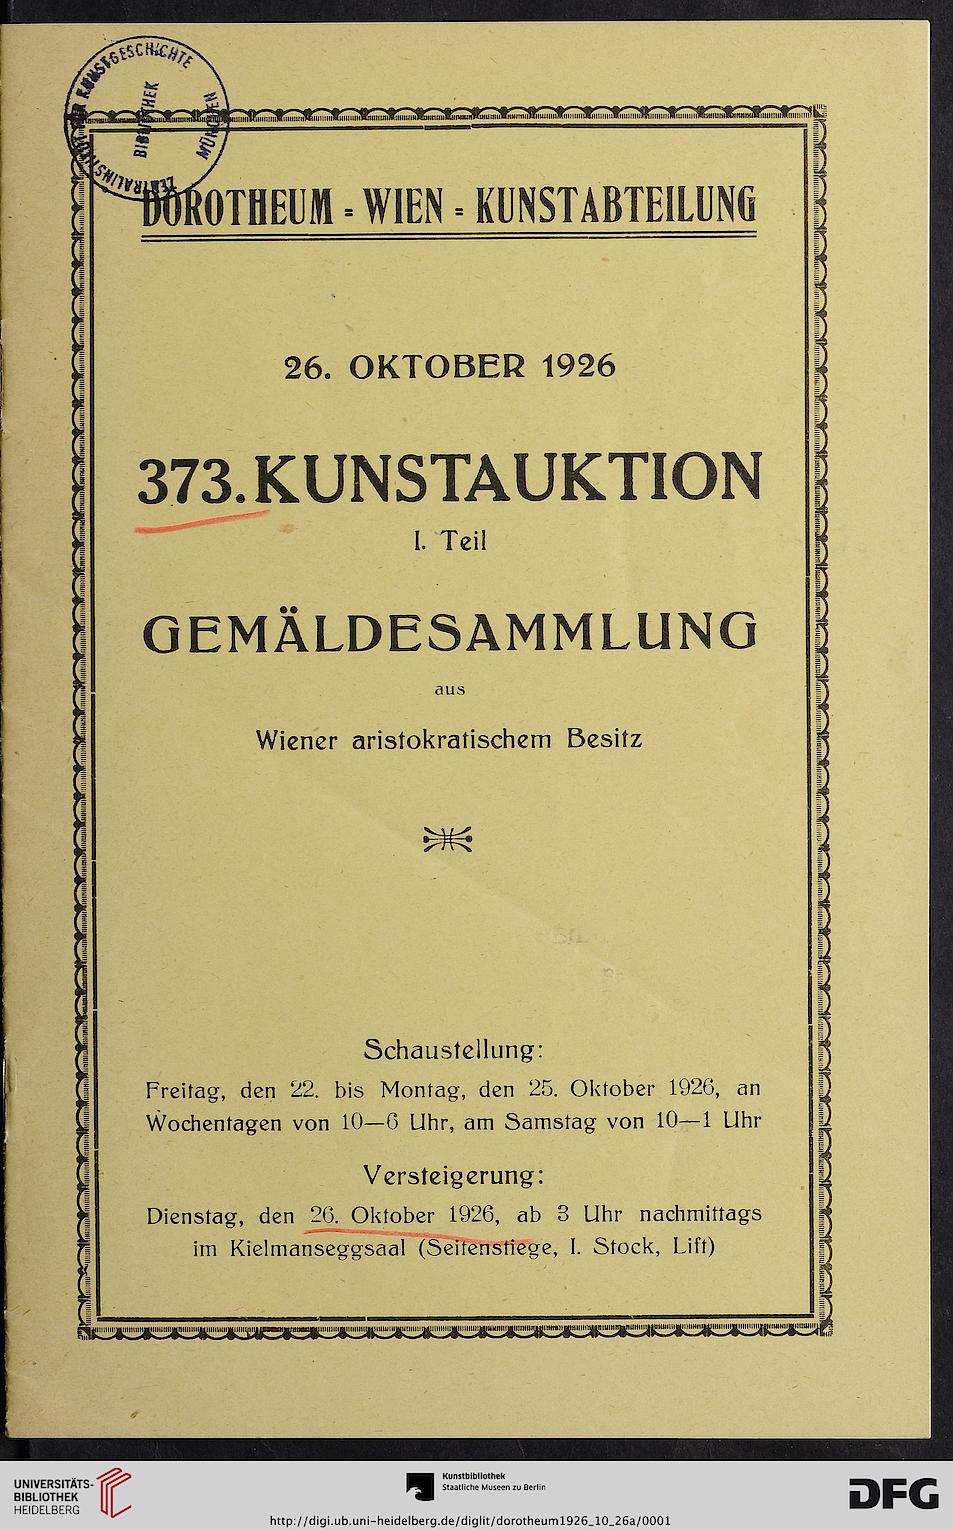 ZENTRALINSTITUT FÜR KUNSTGESCHICHTE
BIBLIOTHEK
MÜNCHEN
DOROTHEUM = WIEN = KUNSTABTEILUNG
26. OKTOBER 1926
373. KUNSTAUKTION
I. Teil
GEMÄLDESAMMLUNG
aus
Wiener aristokratischem Besitz
Schaustellung:
Freitag, den 22. bis Montag, den 25. Oktober 1926, an
Wochentagen von 10—6 Uhr, am Samstag von 10—1 Uhr
Versteigerung:
Dienstag, den 26. Oktober 1926, ab 3 Uhr nachmittags
im Kielmanseggsaal (Seitenstiege, I. Stock, Lift)
UNIVERSITÄTS-
BIBLIOTHEK
HEIDELBERG
Kunstbibliothek
Staatliche Museen zu Berlin
DFG
http://digi.ub.uni-heidelberg.de/diglit/dorotheum1926_10_26a/0001